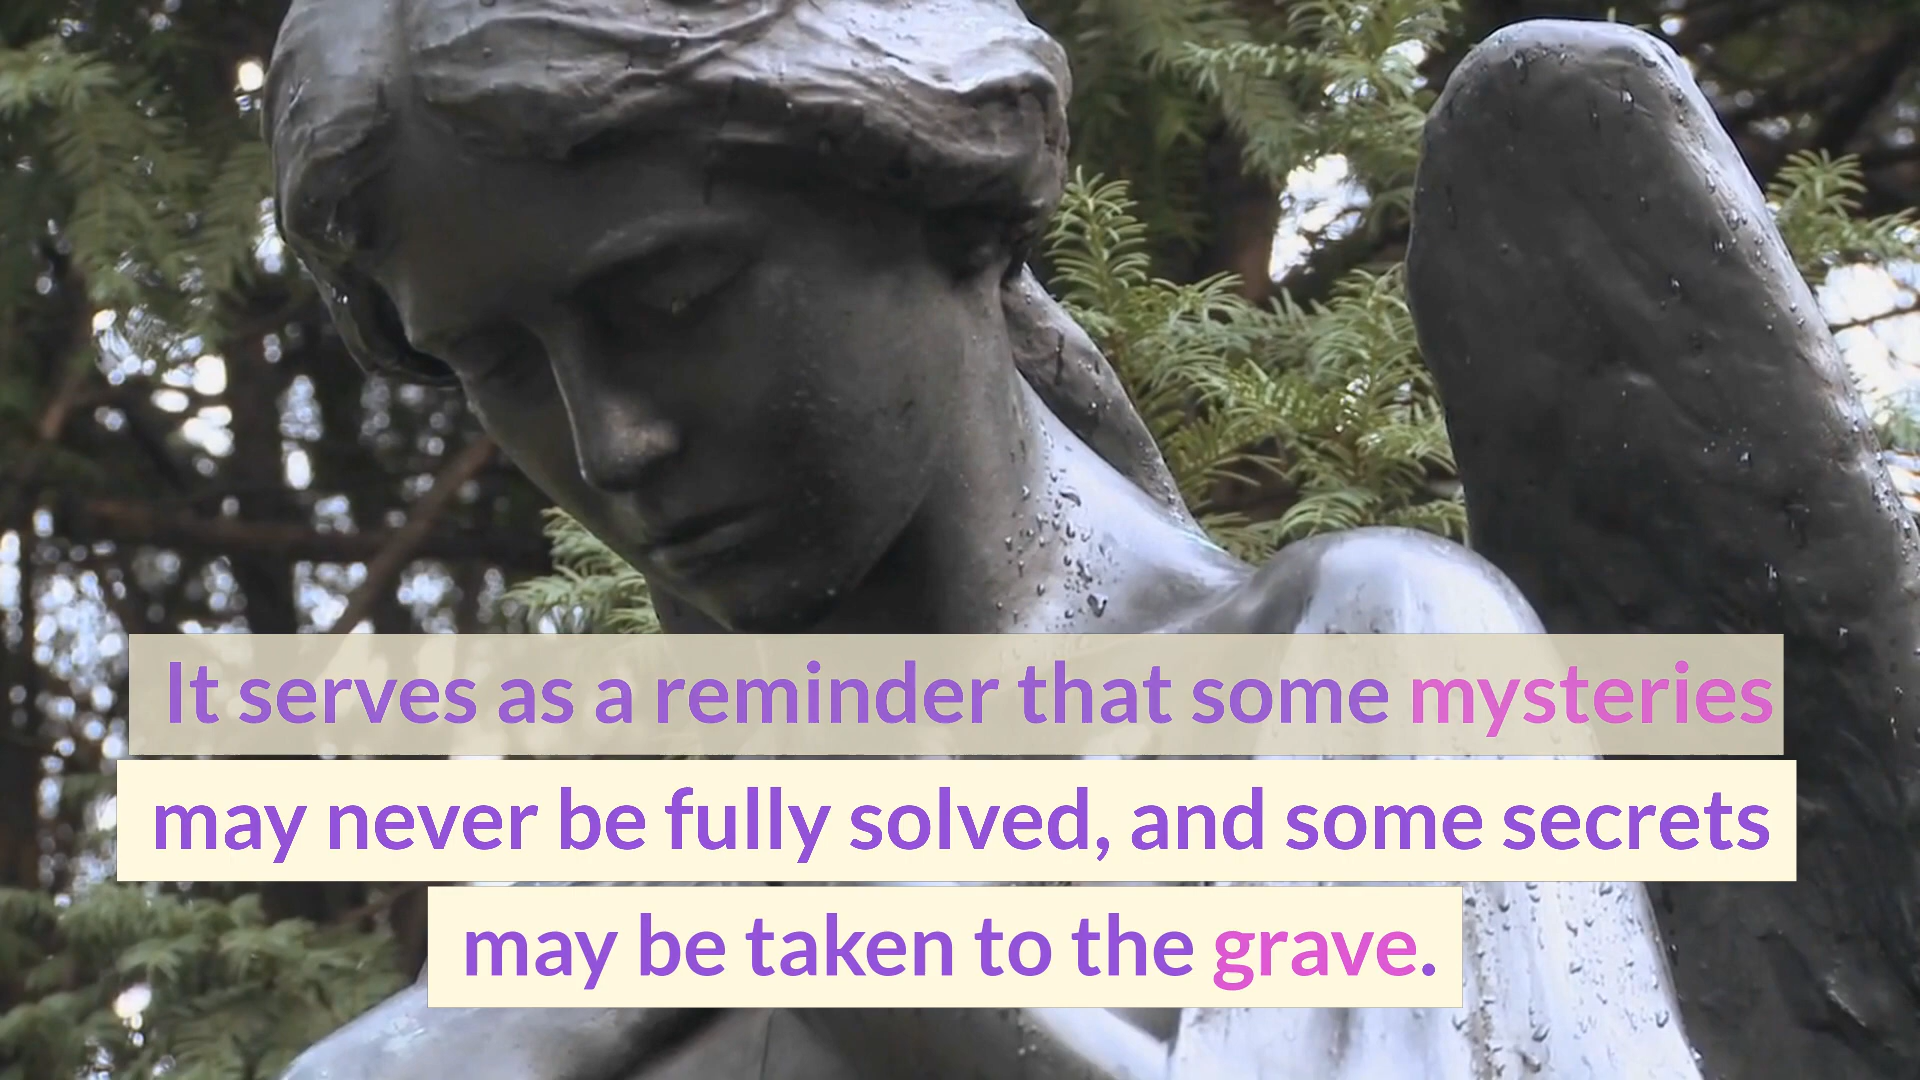 It serves as a reminder that some mysteries
may never be fully solved, and some secrets
may be taken to the grave.